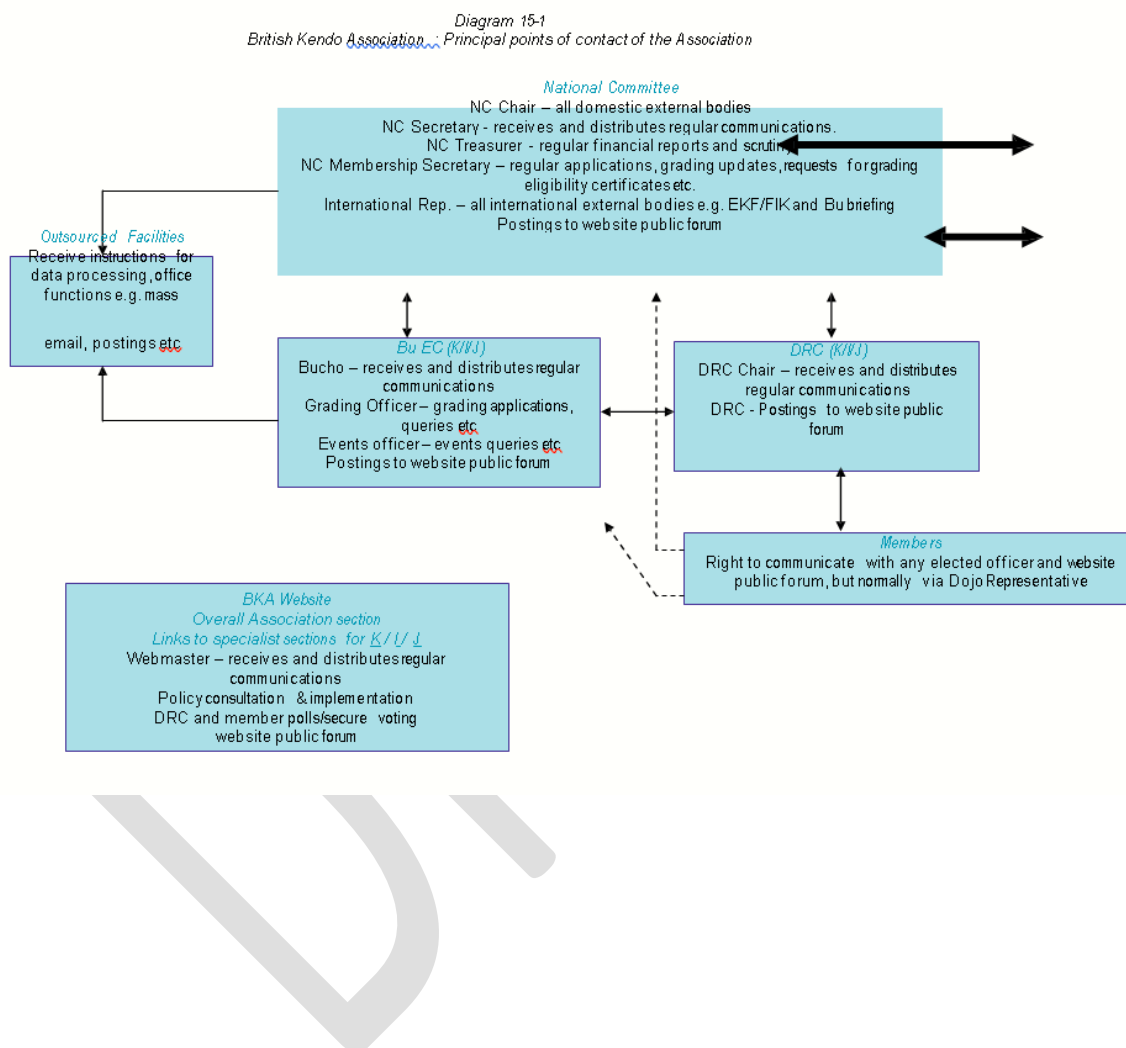 Diagram 15-1
British Kendo Association : Principal points of contact of the Association
National Committee
NC Chair – all domestic external bodies
NC Secretary - receives and distributes regular communications.
NC Treasurer - regular financial reports and scrutiny
NC Membership Secretary – regular applications, grading updates, requests for grading
eligibility certificates etc.
International Rep. – all international external bodies e.g. EKF/FIK and Bu briefing
Postings to website public forum
Outsourced Facilities
Receive instructions for
data processing, office
functions e.g. mass
email, postings etc
Bu EC (K/I/J)
Bucho – receives and distributes regular
communications
Grading Officer – grading applications,
queries etc
Events officer – events queries etc
Postings to website public forum
DRC (K/I/J)
DRC Chair – receives and distributes
regular communications
DRC - Postings to website public
forum
Members
Right to communicate with any elected officer and website
public forum, but normally via Dojo Representative
BKA Website
Overall Association section
Links to specialist sections for K / I / J
Webmaster – receives and distributes regular
communications
Policy consultation & implementation
DRC and member polls/secure voting
website public forum